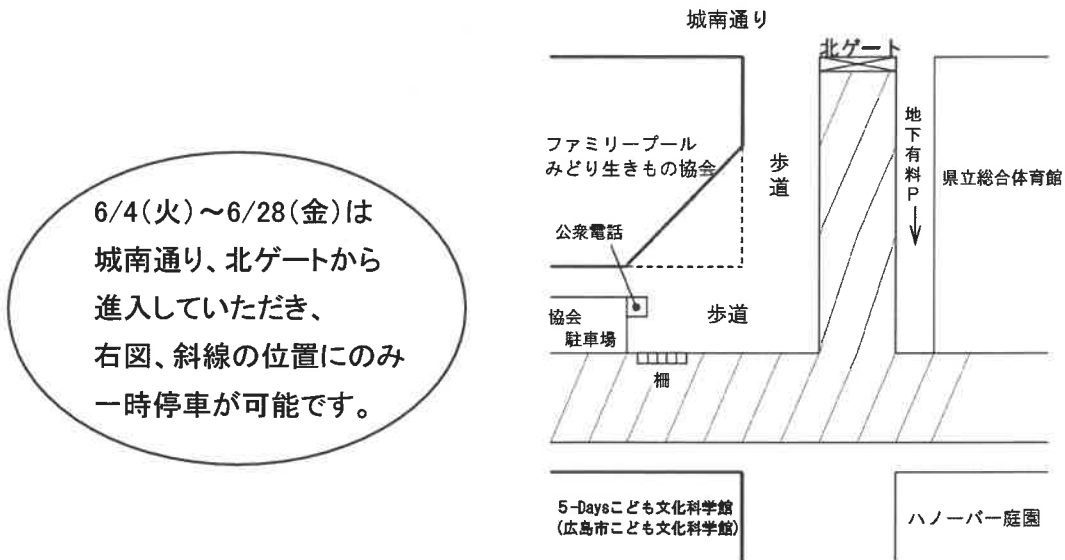 6/4(火)～6/28(金)は
城南通り、北ゲートから
進入していただき、
右図、斜線の位置にのみ
一時停車が可能です。
城南通り
北ゲート
ファミリープール
みどり生きもの協会
歩道
地下有料P
県立総合体育館
公衆電話
歩道
協会
駐車場
柵
5-Daysこども文化科学館
(広島市こども文化科学館)
ハノーバー庭園